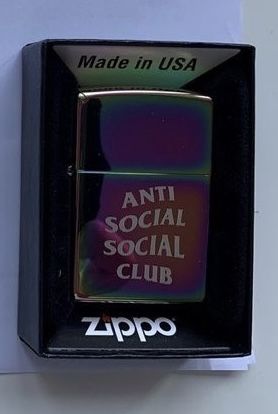 Made in USA
ANTI
SOCIAL
SOCIAL
CLUB
zippo